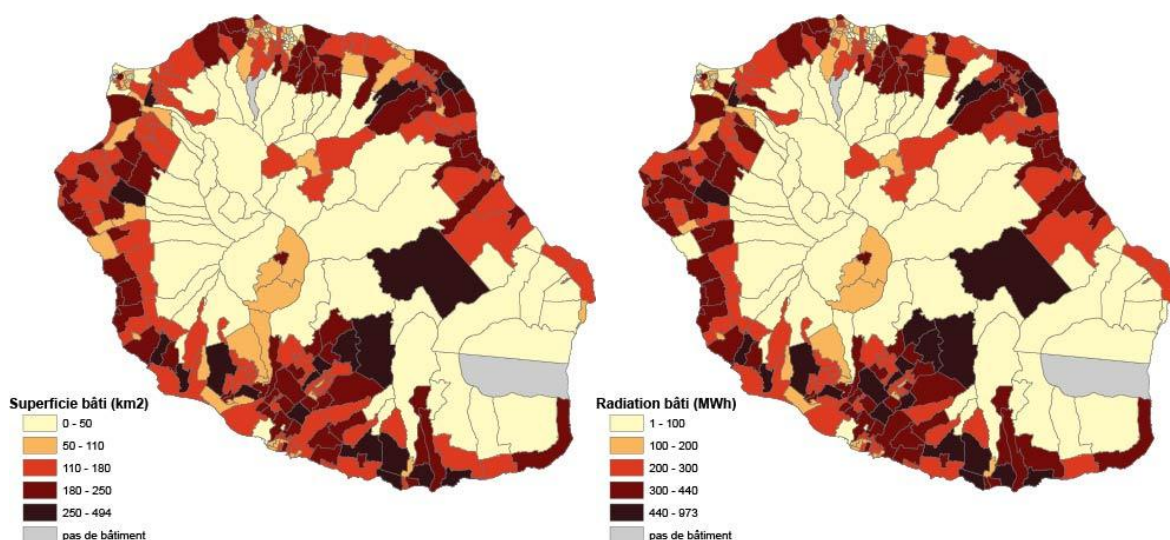 Superficie bâti (km2)
0 - 50
50 - 110
110 - 180
180 - 250
250 - 494
pas de bâtiment
Radiation bâti (MWh)
1 - 100
100 - 200
200 - 300
300 - 440
440 - 973
pas de bâtiment